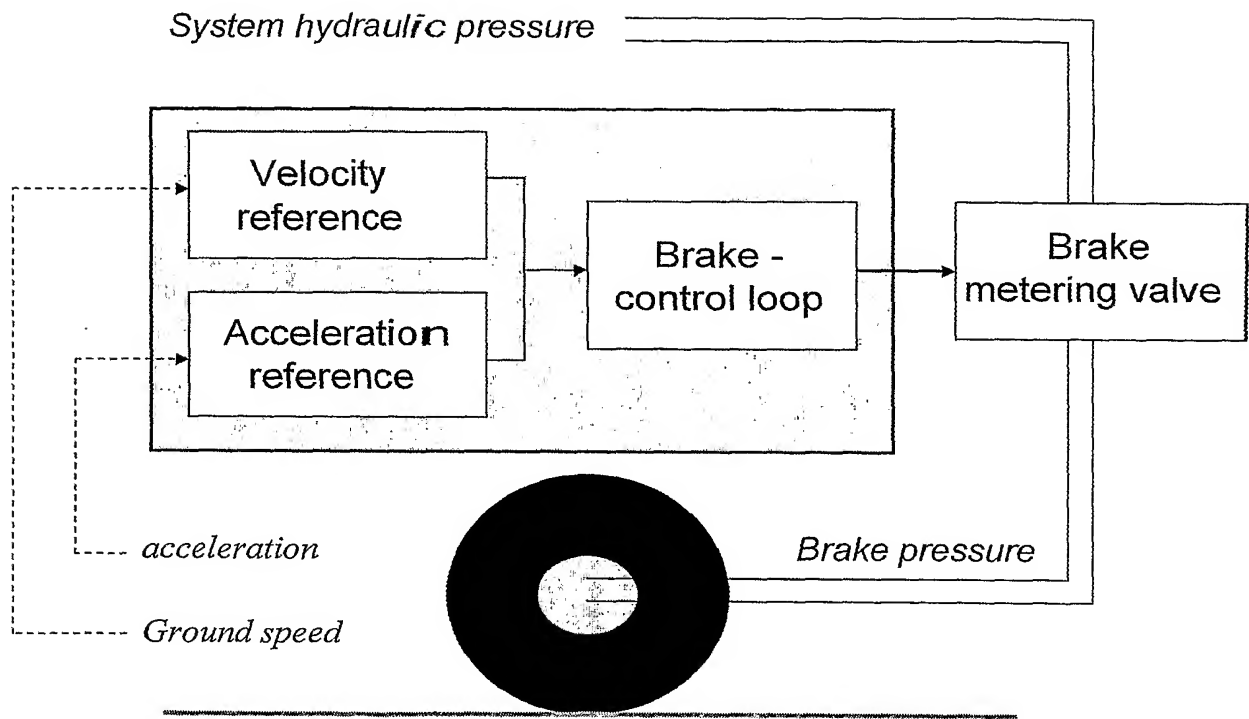 System hydraulic pressure
Velocity
reference
Acceleration
reference
Brake -
control loop
Brake
metering valve
acceleration
Ground speed
Brake pressure